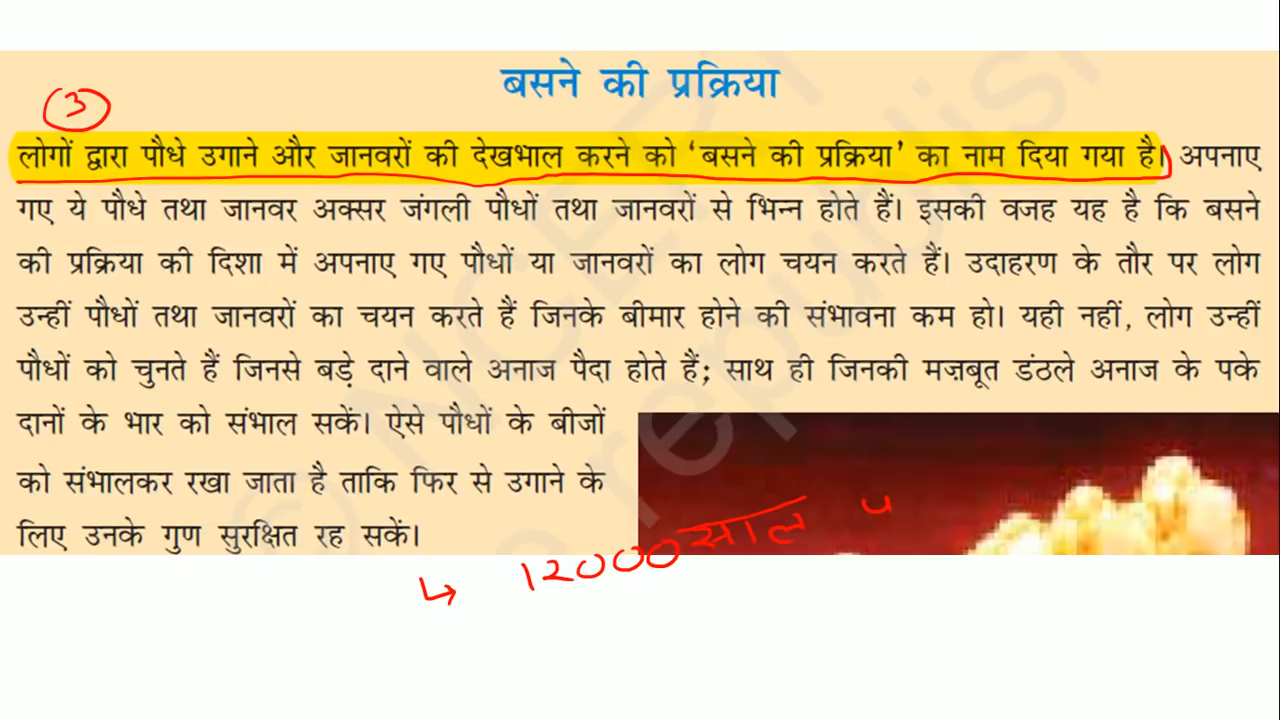 बसने की प्रक्रिया
3
लोगों द्वारा पौधे उगाने और जानवरों की देखभाल करने को ‘बसने की प्रक्रिया’ का नाम दिया गया है। अपनाए
गए ये पौधे तथा जानवर अक्सर जंगली पौधों तथा जानवरों से भिन्न होते हैं। इसकी वजह यह है कि बसने
की प्रक्रिया की दिशा में अपनाए गए पौधों या जानवरों का लोग चयन करते हैं। उदाहरण के तौर पर लोग
उन्हीं पौधों तथा जानवरों का चयन करते हैं जिनके बीमार होने की संभावना कम हो। यही नहीं, लोग उन्हीं
पौधों को चुनते हैं जिनसे बड़े दाने वाले अनाज पैदा होते हैं; साथ ही जिनकी मज़बूत डंठले अनाज के पके
दानों के भार को संभाल सकें। ऐसे पौधों के बीजों
को संभालकर रखा जाता है ताकि फिर से उगाने के
लिए उनके गुण सुरक्षित रह सकें।
↳ 12000 साल